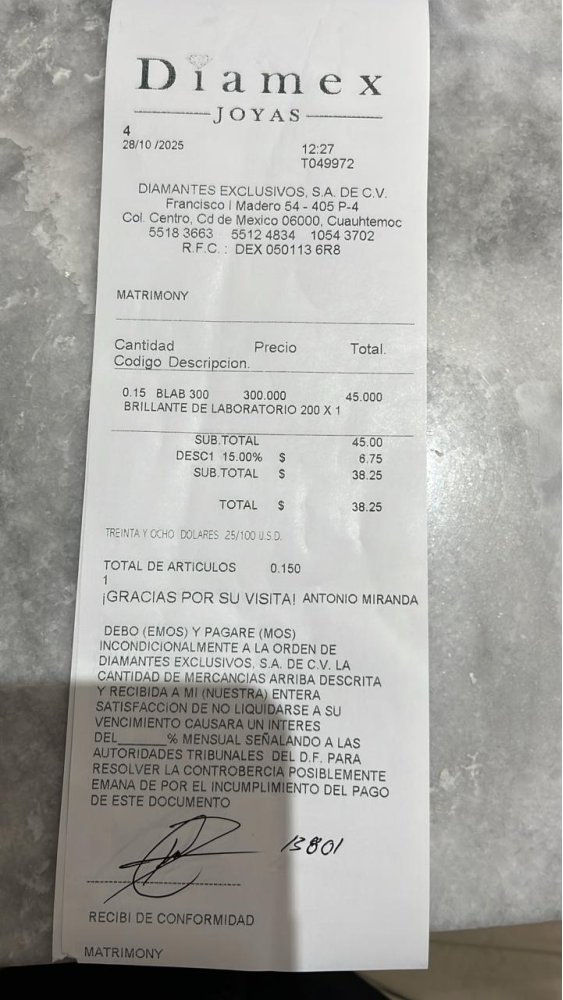 Diamex
JOYAS
4
28/10 /2025 12:27
T049972
DIAMANTES EXCLUSIVOS, S.A. DE C.V.
Francisco I Madero 54 - 405 P-4
Col. Centro, Cd de Mexico 06000, Cuauhtemoc
5518 3663 5512 4834 1054 3702
R.F.C. : DEX 050113 6R8
MATRIMONY
Cantidad Precio Total.
Codigo Descripcion.
0.15 BLAB 300 300.000 45.000
BRILLANTE DE LABORATORIO 200 X 1
SUB.TOTAL 45.00
DESC1 15.00% $ 6.75
SUB.TOTAL $ 38.25
TOTAL $ 38.25
TREINTA Y OCHO DOLARES 25/100 U.S.D.
TOTAL DE ARTICULOS 0.150
1
¡GRACIAS POR SU VISITA! ANTONIO MIRANDA
DEBO (EMOS) Y PAGARE (MOS)
INCONDICIONALMENTE A LA ORDEN DE
DIAMANTES EXCLUSIVOS, S.A. DE C.V. LA
CANTIDAD DE MERCANCIAS ARRIBA DESCRITA
Y RECIBIDA A MI (NUESTRA) ENTERA
SATISFACCION DE NO LIQUIDARSE A SU
VENCIMIENTO CAUSARA UN INTERES
DEL______% MENSUAL SEÑALANDO A LAS
AUTORIDADES TRIBUNALES DEL D.F. PARA
RESOLVER LA CONTROBERCIA POSIBLEMENTE
EMANA DE POR EL INCUMPLIMIENTO DEL PAGO
DE ESTE DOCUMENTO
13801
RECIBI DE CONFORMIDAD
MATRIMONY